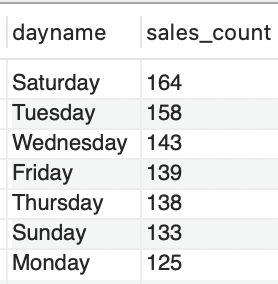 dayname sales_count
Saturday 164
Tuesday 158
Wednesday 143
Friday 139
Thursday 138
Sunday 133
Monday 125